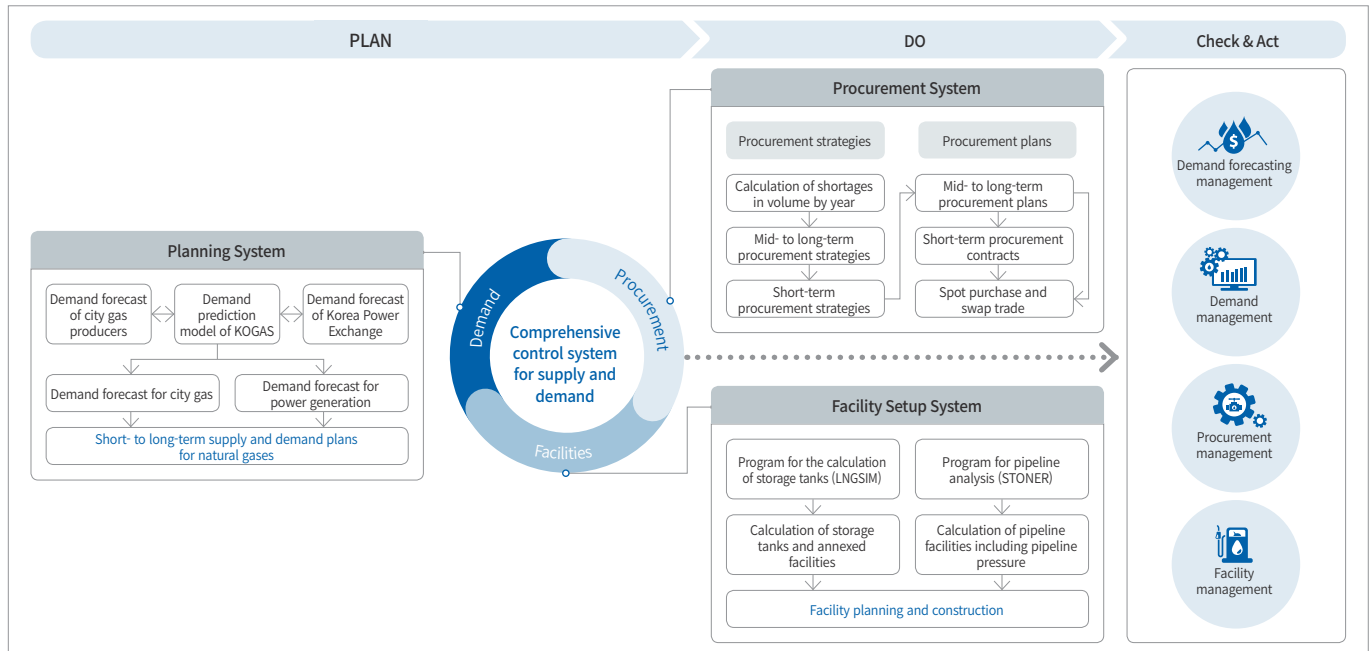 PLAN
DO
Check & Act
Planning System
Demand forecast
of city gas
producers
Demand
prediction
model of KOGAS
Demand forecast
of Korea Power
Exchange
Demand forecast for city gas
Demand forecast for
power generation
Short- to long-term supply and demand plans
for natural gases
Demand
Procurement
Facilities
Comprehensive
control system
for supply and
demand
Procurement System
Procurement strategies
Calculation of shortages
in volume by year
Mid- to long-term
procurement strategies
Short-term
procurement strategies
Procurement plans
Mid- to long-term
procurement plans
Short-term procurement
contracts
Spot purchase and
swap trade
Facility Setup System
Program for the calculation
of storage tanks (LNGSIM)
Calculation of storage
tanks and annexed
facilities
Program for pipeline
analysis (STONER)
Calculation of pipeline
facilities including pipeline
pressure
Facility planning and construction
$
Demand forecasting
management
Demand
management
Procurement
management
Facility
management